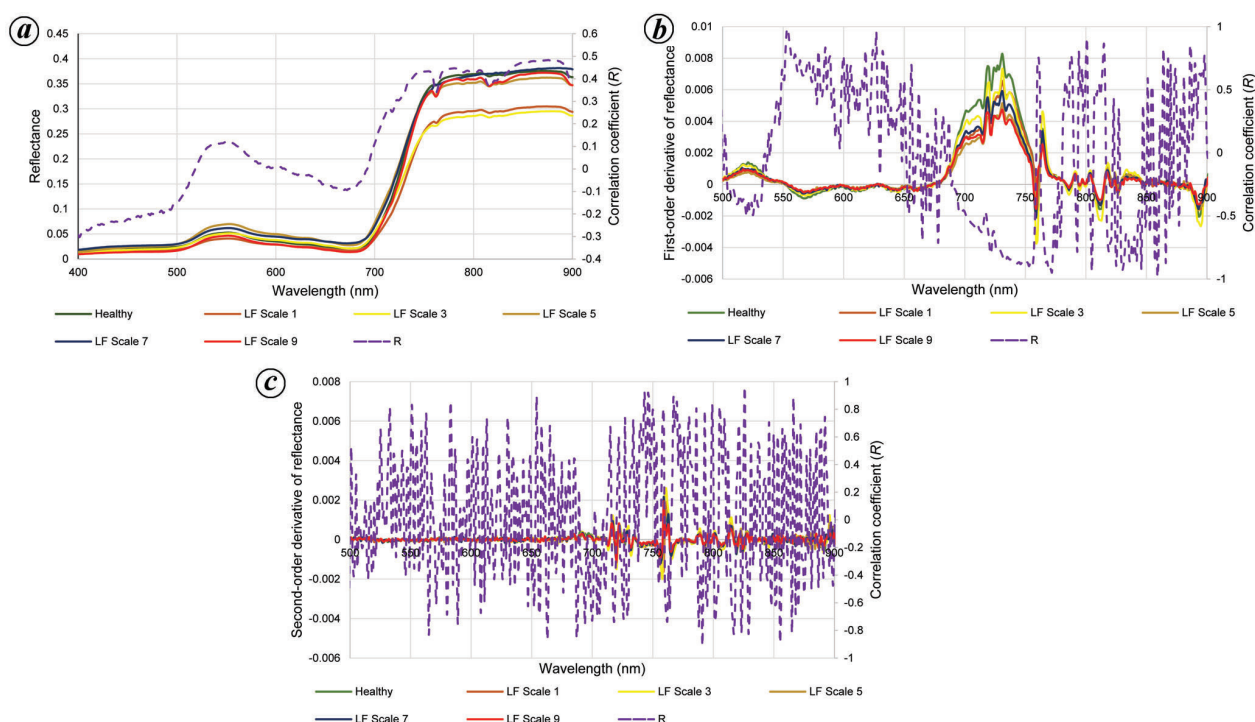 a
0.45
0.4
0.35
0.3
0.25
0.2
0.15
0.1
0.05
0
Reflectance
400 500 600 700 800 900
Wavelength (nm)
0.6
0.5
0.4
0.3
0.2
0.1
0
-0.1
-0.2
-0.3
-0.4
Correlation coefficient (R)
Healthy LF Scale 1 LF Scale 3 LF Scale 5
LF Scale 7 LF Scale 9 R
b
0.01
0.008
0.006
0.004
0.002
0
-0.002
-0.004
-0.006
First-order derivative of reflectance
500 550 600 650 700 750 800 850 900
Wavelength (nm)
1
0.5
0
-0.5
-1
Correlation coefficient (R)
Healthy LF Scale 1 LF Scale 3 LF Scale 5
LF Scale 7 LF Scale 9 R
c
0.008
0.006
0.004
0.002
0
-0.002
-0.004
-0.006
Second-order derivative of reflectance
500 550 600 650 700 750 800 850 900
Wavelength (nm)
1
0.8
0.6
0.4
0.2
0
-0.2
-0.4
-0.6
-0.8
-1
Correlation coefficient (R)
Healthy LF Scale 1 LF Scale 3 LF Scale 5
LF Scale 7 LF Scale 9 R